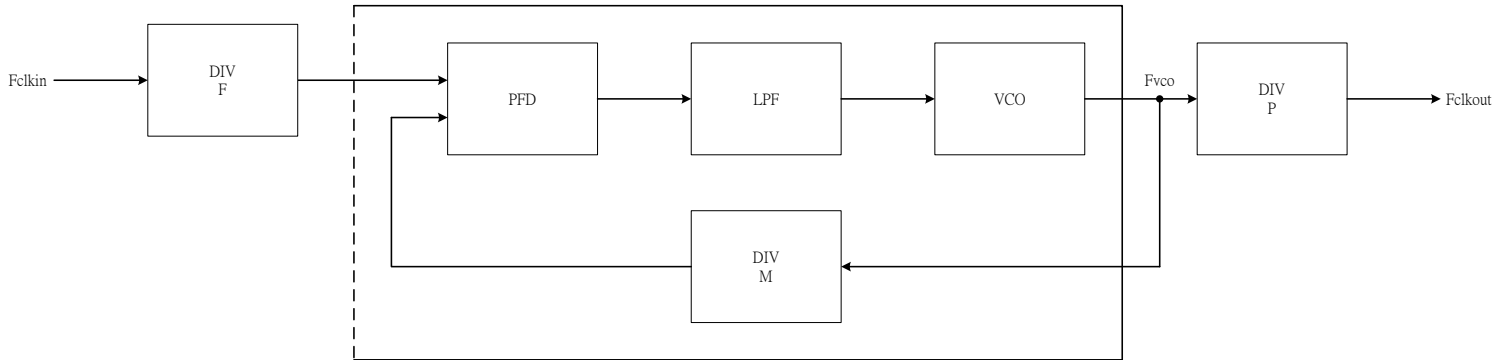 Fclkin
DIV
F
PFD
LPF
VCO
Fvco
DIV
P
Fclkout
DIV
M